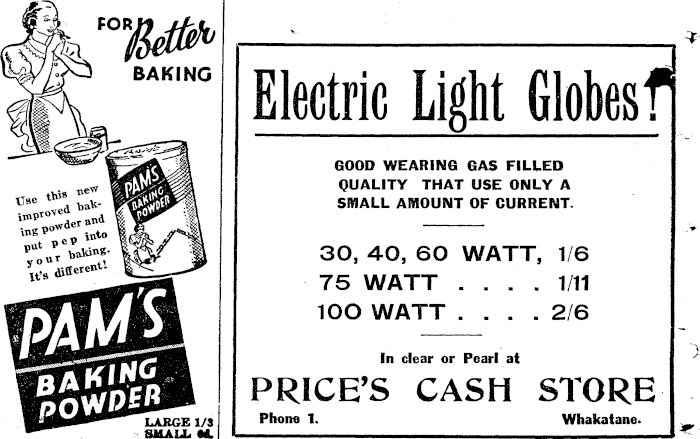 FOR
Better
BAKING
PAM'S
BAKING
POWDER
Use this new
improved bak-
ing powder and
put pep into
your baking.
It's different!
PAM'S
BAKING
POWDER
LARGE 1/3
SMALL
Electric Light Globes!
GOOD WEARING GAS FILLED
QUALITY THAT USE ONLY A
SMALL AMOUNT OF CURRENT.
30, 40, 60 WATT, 1/6
75 WATT . . . . 1/11
100 WATT . . . . 2/6
In clear or Pearl at
PRICE'S CASH STORE
Phone 1. Whakatane.